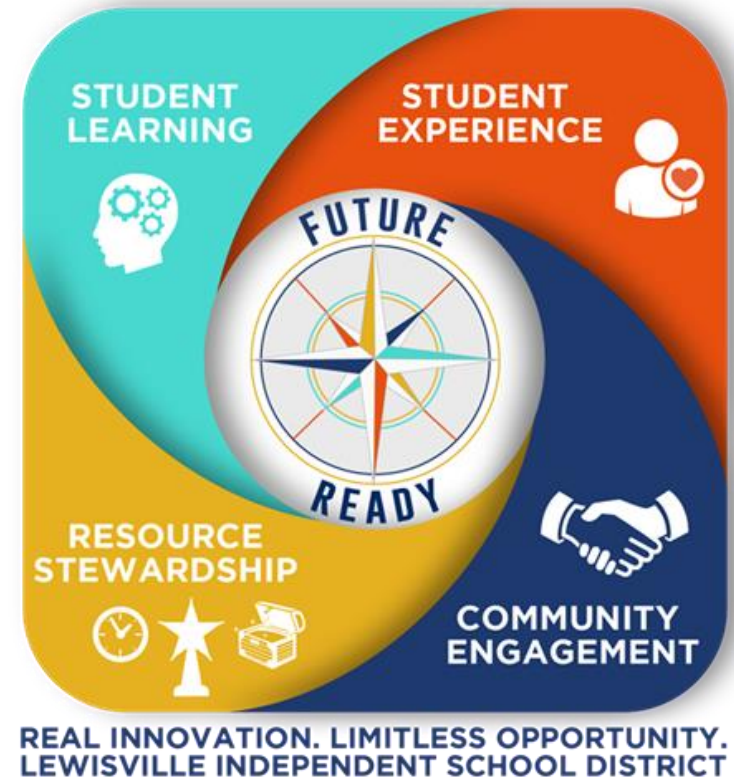 STUDENT
LEARNING
STUDENT
EXPERIENCE
FUTURE
READY
RESOURCE
STEWARDSHIP
COMMUNITY
ENGAGEMENT
REAL INNOVATION. LIMITLESS OPPORTUNITY.
LEWISVILLE INDEPENDENT SCHOOL DISTRICT